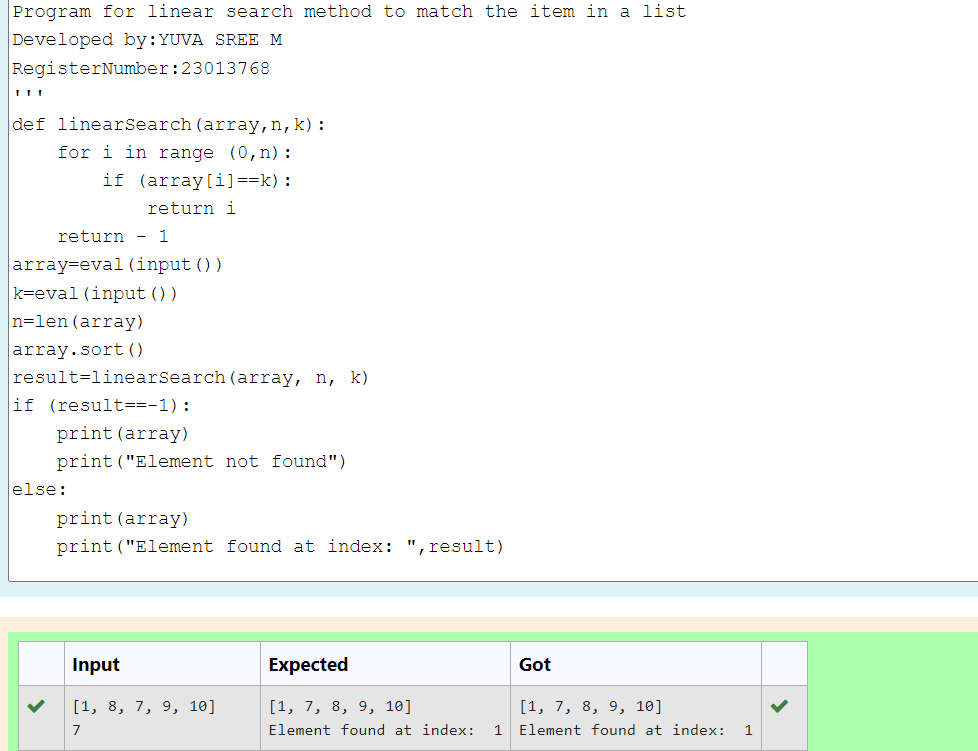 Program for linear search method to match the item in a list
Developed by:YUVA SREE M
RegisterNumber:23013768
'''
def linearSearch(array,n,k):
    for i in range (0,n):
        if (array[i]==k):
            return i
    return - 1
array=eval(input())
k=eval(input())
n=len(array)
array.sort()
result=linearSearch(array, n, k)
if (result==-1):
    print(array)
    print("Element not found")
else:
    print(array)
    print("Element found at index: ",result)
Input Expected Got
[1, 8, 7, 9, 10] [1, 7, 8, 9, 10] [1, 7, 8, 9, 10]
7 Element found at index:  1 Element found at index:  1